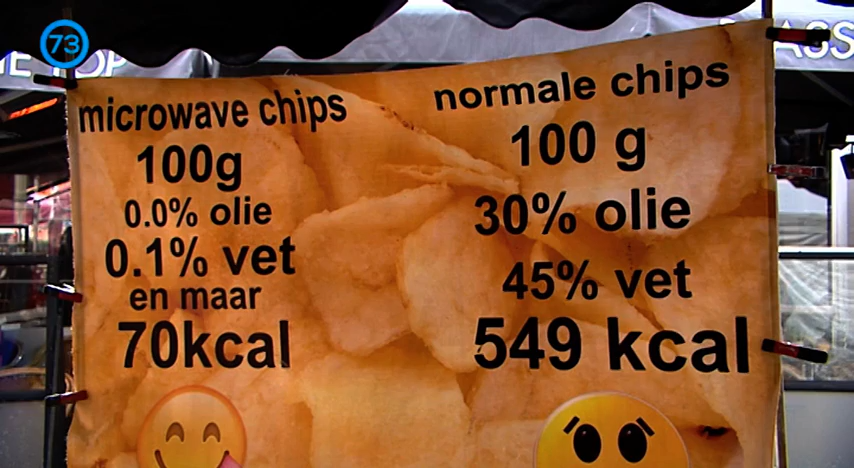 73
microwave chips
100g
0.0% olie
0.1% vet
en maar
70kcal
normale chips
100 g
30% olie
45% vet
549 kcal